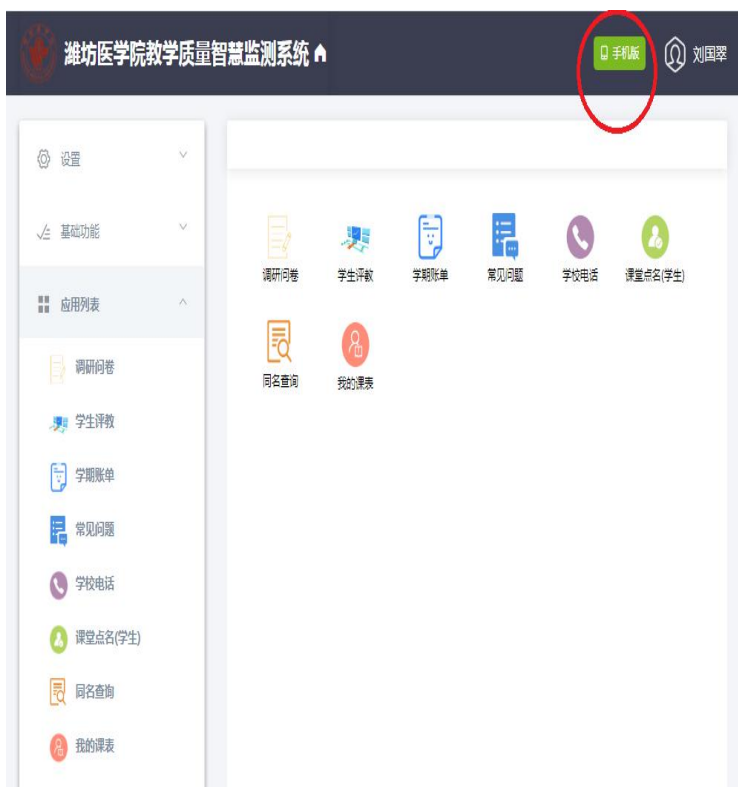 潍坊医学院教学质量智慧监测系统
手机版
刘国翠
设置
基础功能
应用列表
调研问卷
学生评教
学期账单
常见问题
学校电话
课堂点名(学生)
同名查询
我的课表
调研问卷
学生评教
学期账单
常见问题
学校电话
课堂点名(学生)
同名查询
我的课表